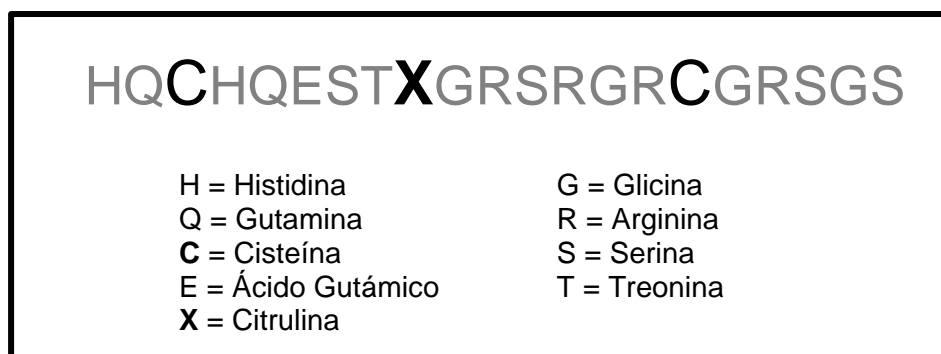 HQCHQESTXGRSRGRCGRSGS
H = Histidina
Q = Gutamina
C = Cisteína
E = Ácido Gutámico
X = Citrulina
G = Glicina
R = Arginina
S = Serina
T = Treonina